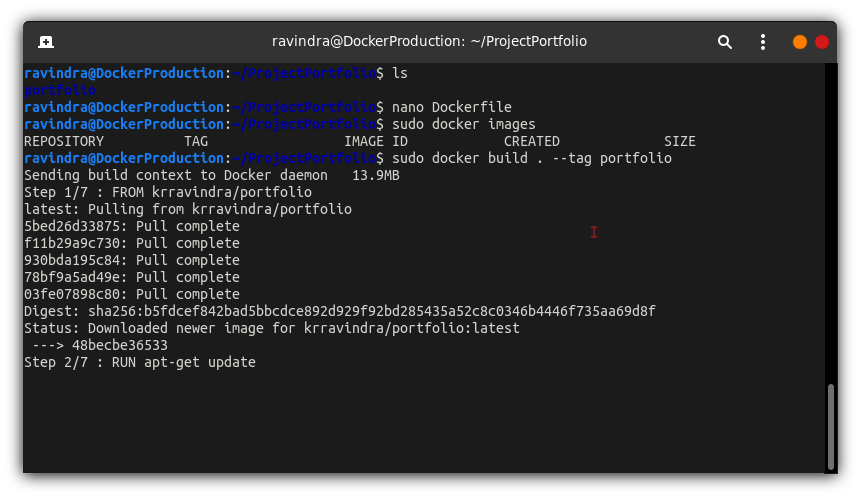 ravindra@DockerProduction: ~/ProjectPortfolio
ravindra@DockerProduction:~/ProjectPortfolio$ ls
portfolio
ravindra@DockerProduction:~/ProjectPortfolio$ nano Dockerfile
ravindra@DockerProduction:~/ProjectPortfolio$ sudo docker images
REPOSITORY          TAG                 IMAGE ID            CREATED             SIZE
ravindra@DockerProduction:~/ProjectPortfolio$ sudo docker build . --tag portfolio
Sending build context to Docker daemon   13.9MB
Step 1/7 : FROM krravindra/portfolio
latest: Pulling from krravindra/portfolio
5bed26d33875: Pull complete
f11b29a9c730: Pull complete
930bda195c84: Pull complete
78bf9a5ad49e: Pull complete
03fe07898c80: Pull complete
Digest: sha256:b5fdcef842bad5bbcdce892d929f92bd285435a52c8c0346b4446f735aa69d8f
Status: Downloaded newer image for krravindra/portfolio:latest
 ---> 48becbe36533
Step 2/7 : RUN apt-get update